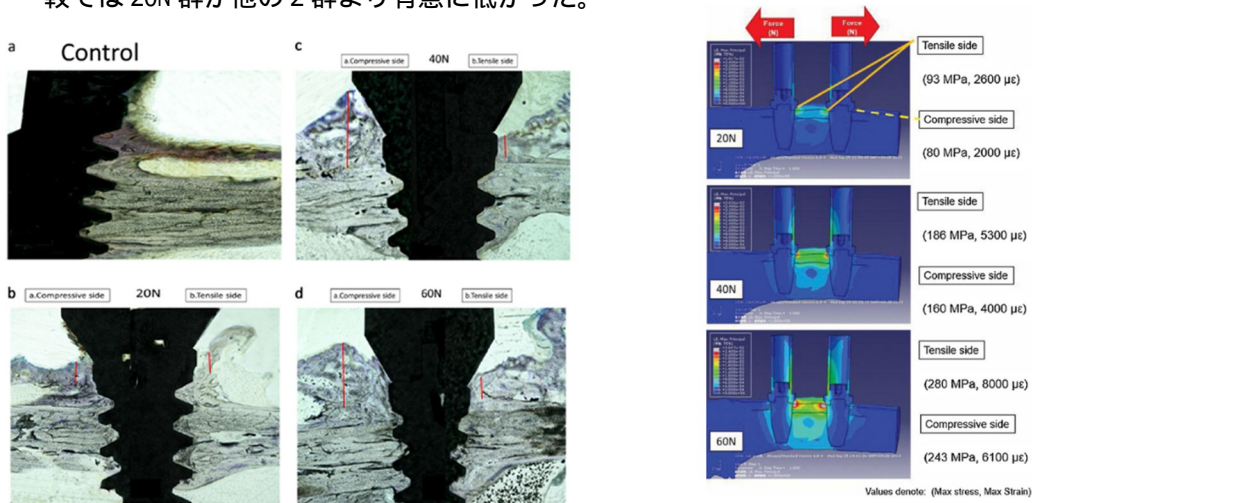 較では 20N 群が他の 2 群より有意に低かった。
a
Control
c
a.Compressive side
40N
b.Tensile side
b
a.Compressive side
20N
b.Tensile side
d
a.Compressive side
60N
b.Tensile side
Force
(N)
Force
(N)
Tensile side
(93 MPa, 2600 µε)
Compressive side
(80 MPa, 2000 µε)
20N
Tensile side
(186 MPa, 5300 µε)
Compressive side
(160 MPa, 4000 µε)
40N
Tensile side
(280 MPa, 8000 µε)
Compressive side
(243 MPa, 6100 µε)
60N
Values denote: (Max stress, Max Strain)